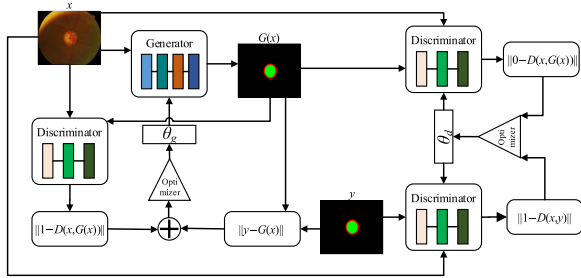 x
Generator
G(x)
Discriminator
||0−D(x,G(x))||
Discriminator
θg
θd
Opti
mizer
Opti
mizer
y
Discriminator
||1−D(x,G(x))||
||y−G(x)||
||1−D(x,y)||